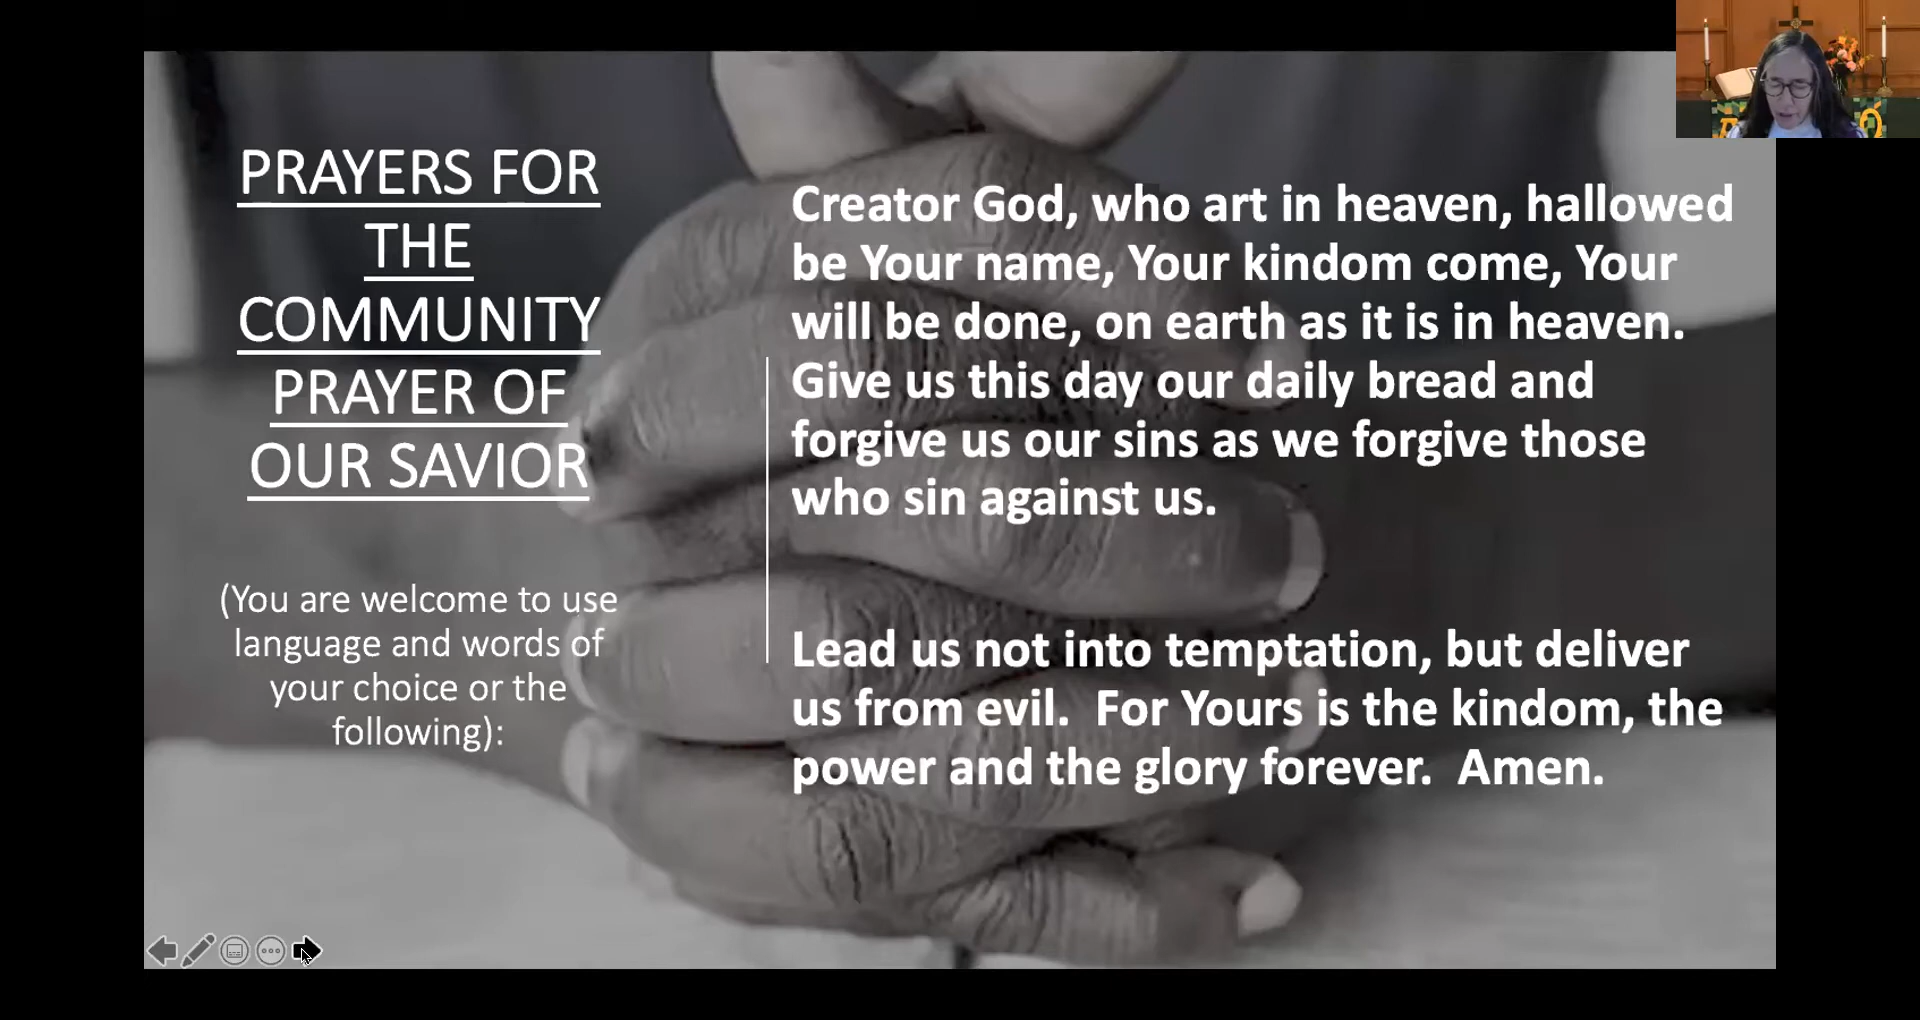 PRAYERS FOR
THE
COMMUNITY
PRAYER OF
OUR SAVIOR
(You are welcome to use
language and words of
your choice or the
following):
Creator God, who art in heaven, hallowed
be Your name, Your kindom come, Your
will be done, on earth as it is in heaven.
Give us this day our daily bread and
forgive us our sins as we forgive those
who sin against us.
Lead us not into temptation, but deliver
us from evil.  For Yours is the kindom, the
power and the glory forever.  Amen.